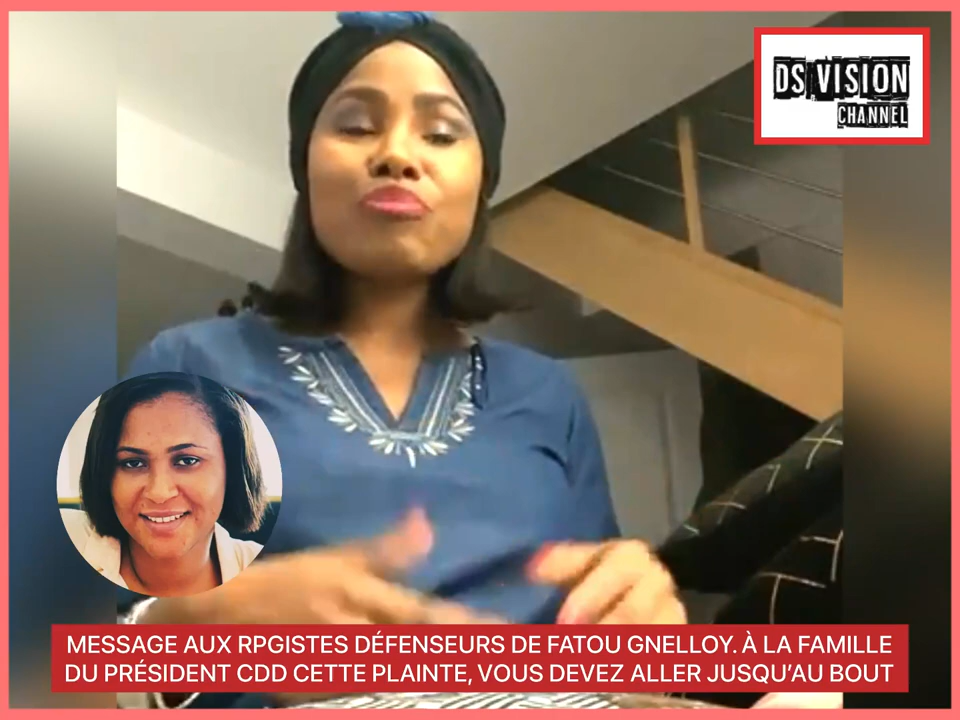 DS VISION
CHANNEL
MESSAGE AUX RPGISTES DÉFENSEURS DE FATOU GNELLOY. À LA FAMILLE
DU PRÉSIDENT CDD CETTE PLAINTE, VOUS DEVEZ ALLER JUSQU'AU BOUT